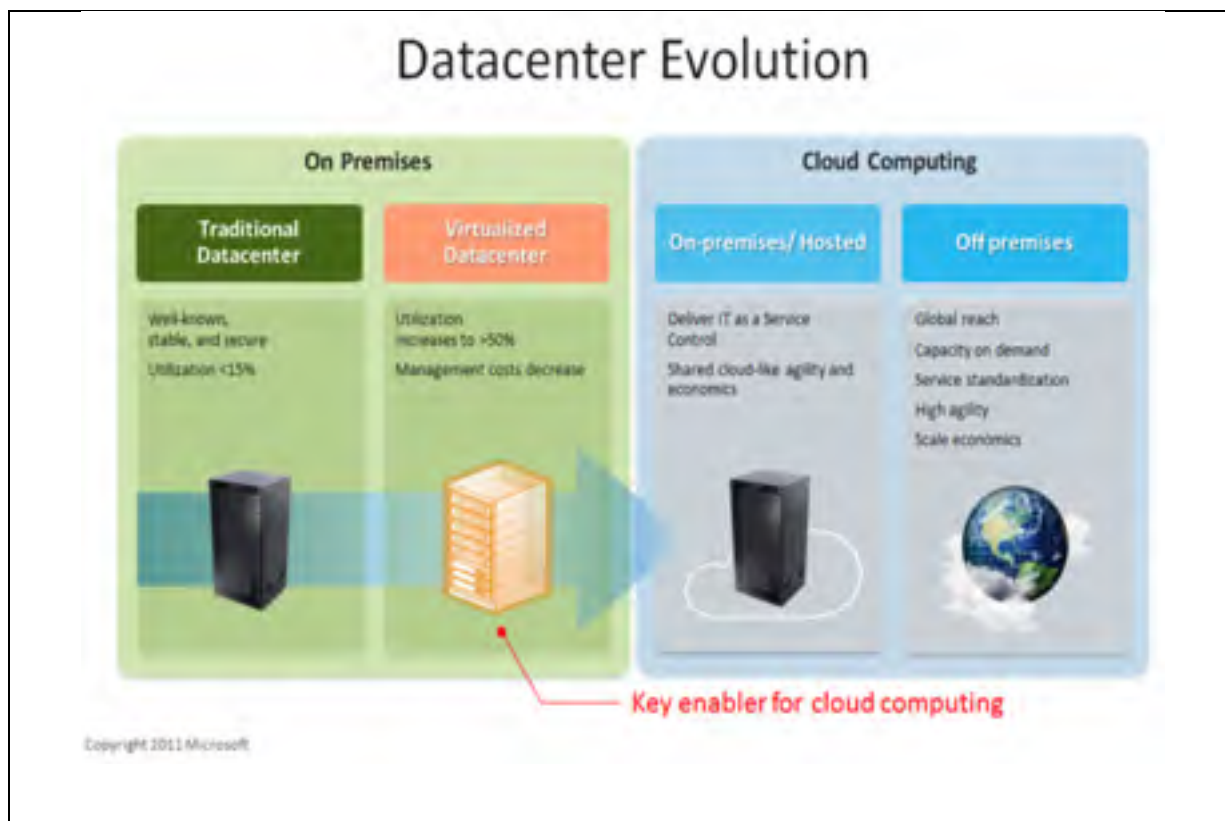 Datacenter Evolution
On Premises
Traditional
Datacenter
Well-known,
stable, and secure
Utilization <15%
Virtualized
Datacenter
Utilization
increases to >50%
Management costs decrease
Cloud Computing
On-premises/ Hosted
Deliver IT as a Service
Control
Shared cloud-like agility and
economics
Off premises
Global reach
Capacity on demand
Service standardization
High agility
Scale economics
Key enabler for cloud computing
Copyright 2011 Microsoft